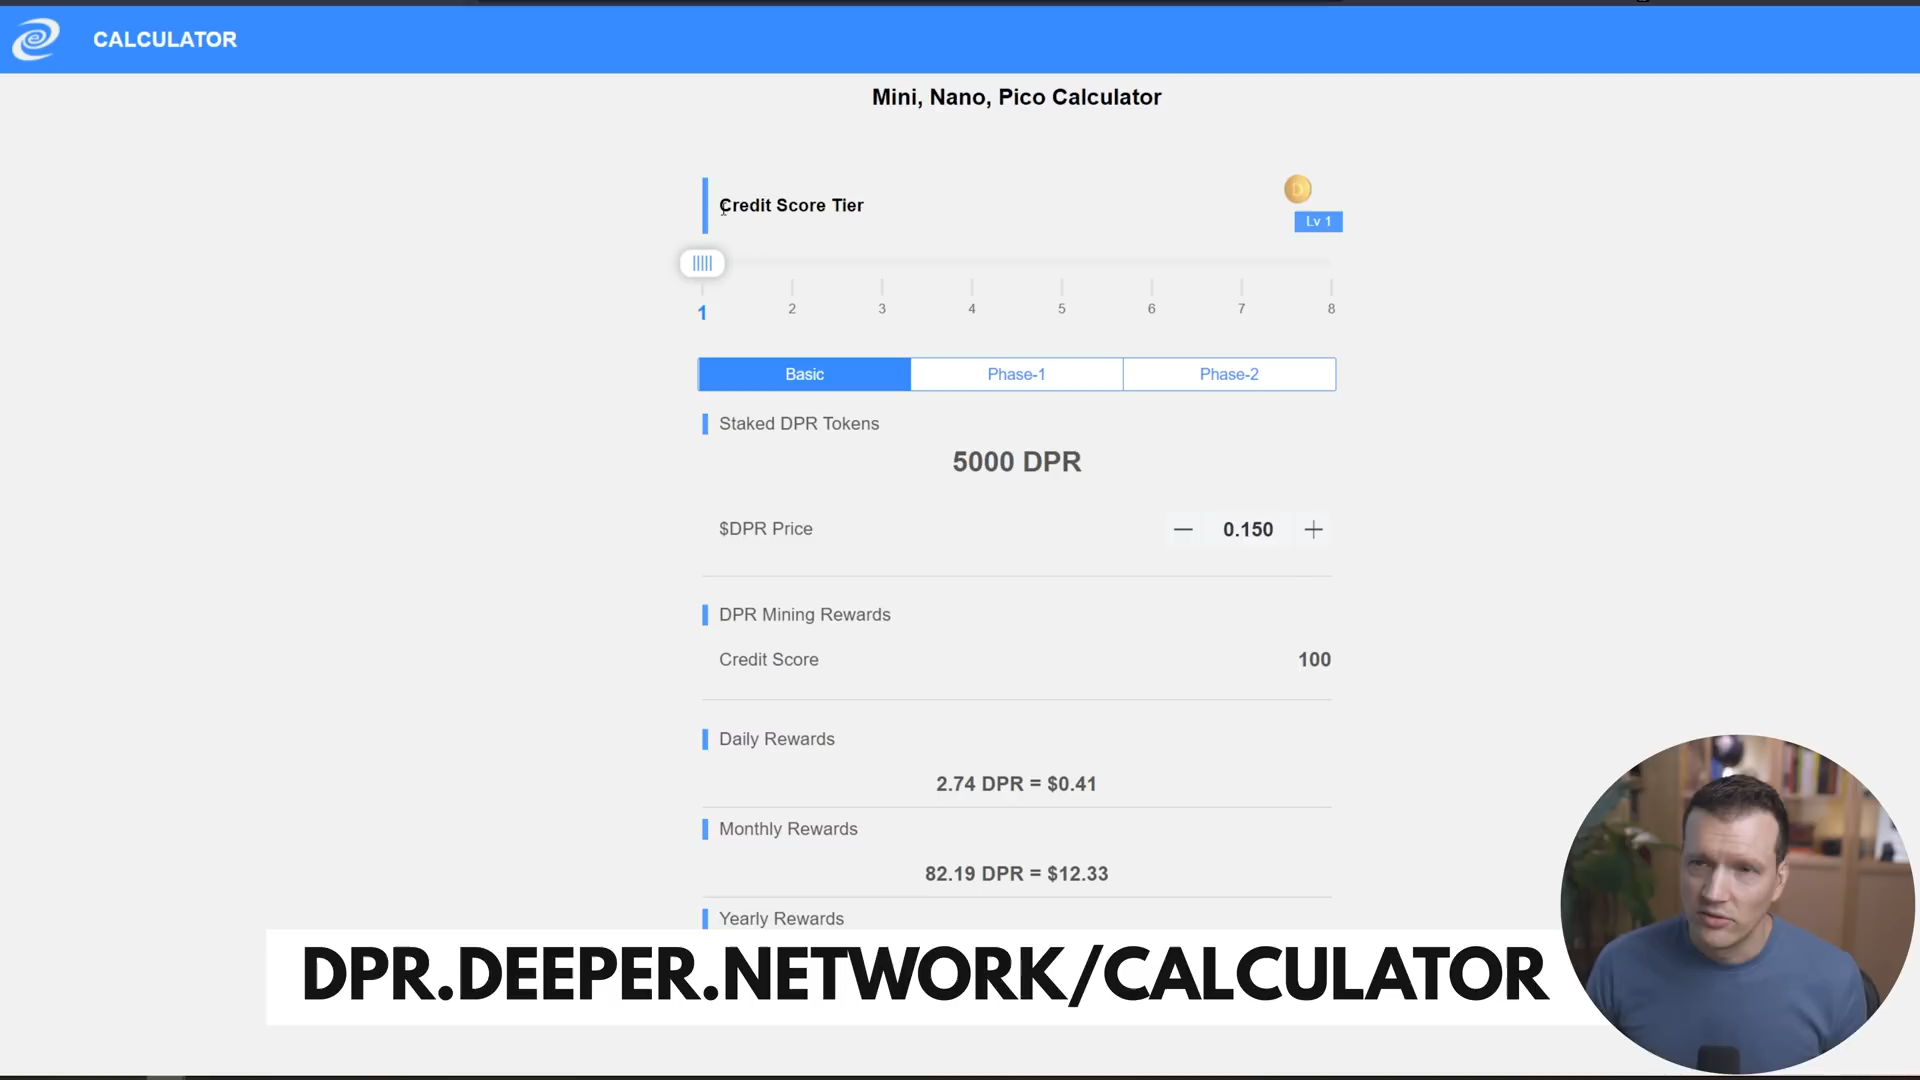 CALCULATOR
Mini, Nano, Pico Calculator
Credit Score Tier
D
Lv 1
1 2 3 4 5 6 7 8
Basic Phase-1 Phase-2
Staked DPR Tokens
5000 DPR
$DPR Price — 0.150 +
DPR Mining Rewards
Credit Score 100
Daily Rewards
2.74 DPR = $0.41
Monthly Rewards
82.19 DPR = $12.33
Yearly Rewards
DPR.DEEPER.NETWORK/CALCULATOR